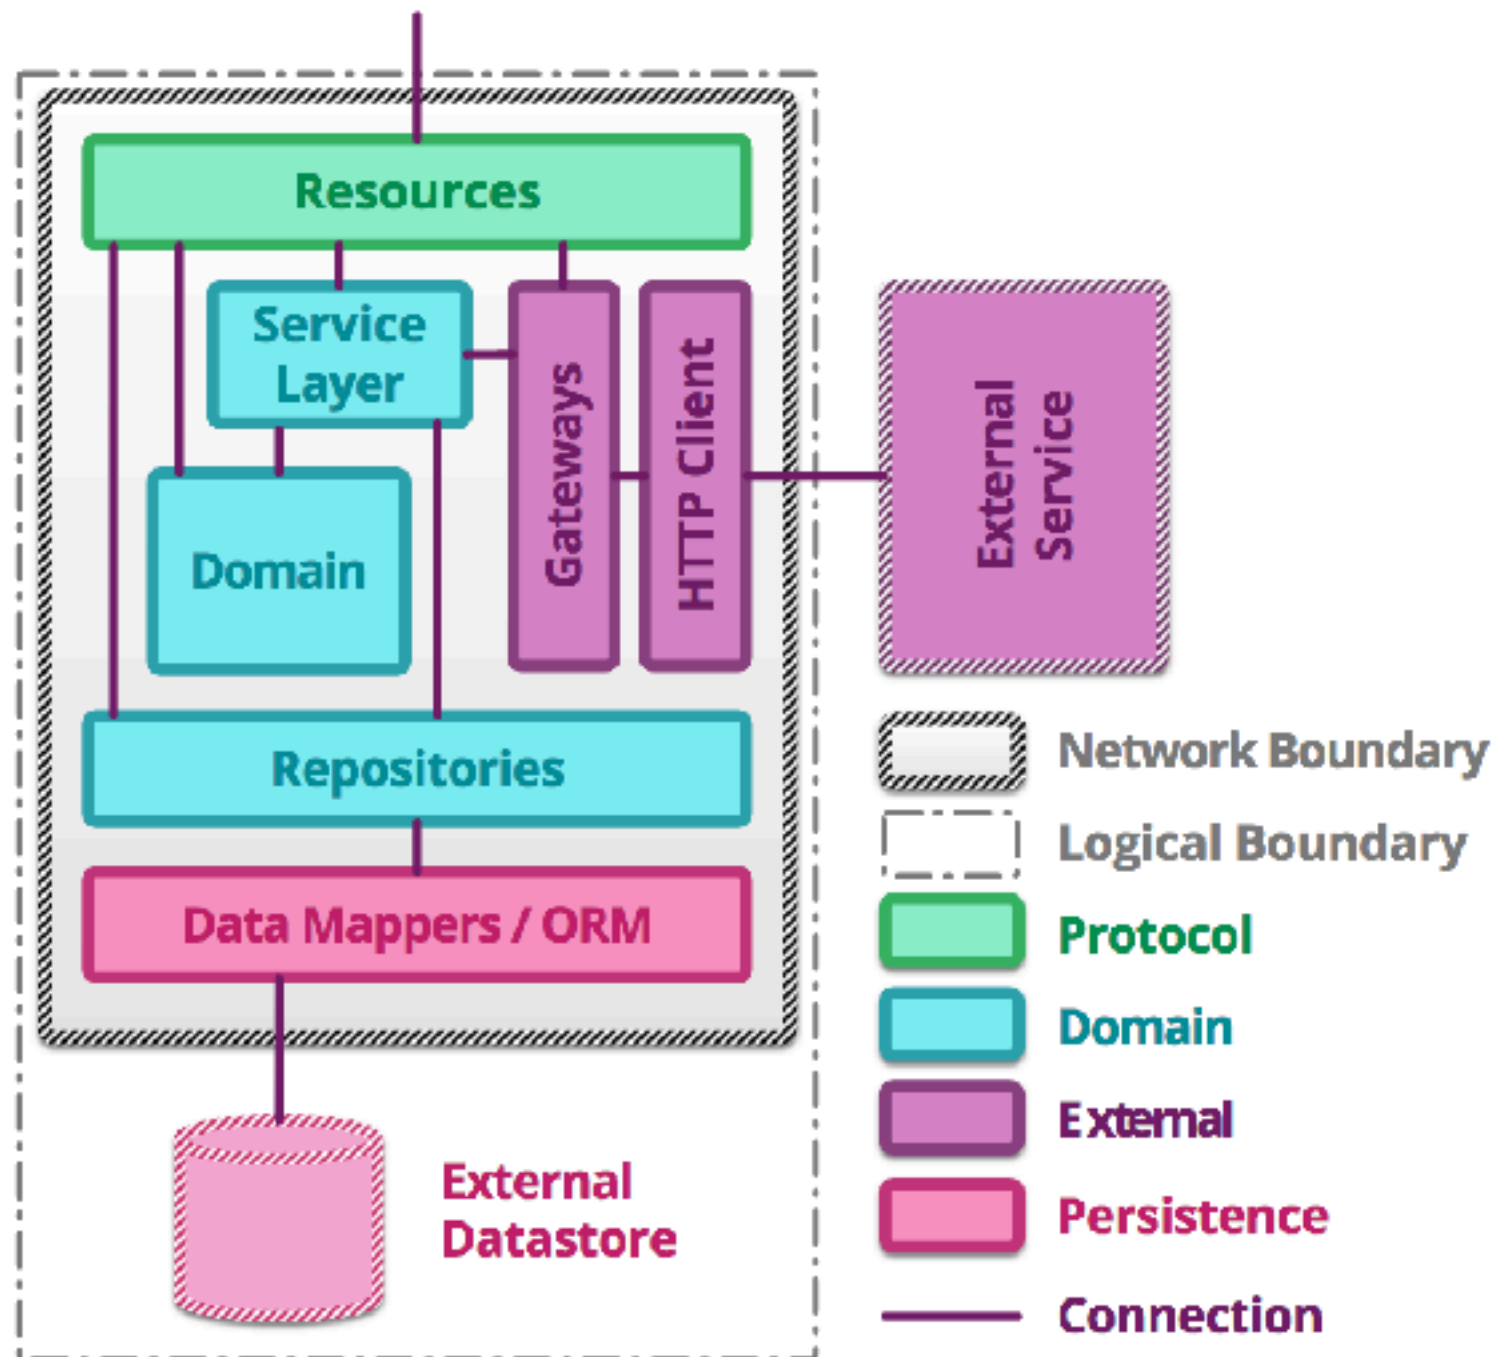 Resources
Service
Layer
Gateways
HTTP Client
External
Service
Domain
Repositories
Data Mappers / ORM
External
Datastore
Network Boundary
Logical Boundary
Protocol
Domain
External
Persistence
Connection